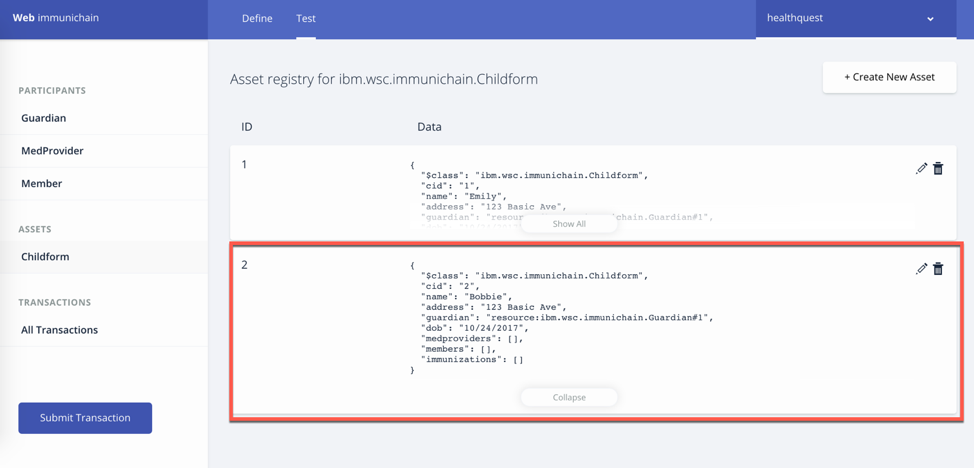 Web immunichain
Define
Test
healthquest
PARTICIPANTS
Guardian
MedProvider
Member
ASSETS
Childform
TRANSACTIONS
All Transactions
Submit Transaction
Asset registry for ibm.wsc.immunichain.Childform
+ Create New Asset
ID
Data
1
{
"$class": "ibm.wsc.immunichain.Childform",
"cid": "1",
"name": "Emily",
"address": "123 Basic Ave",
"guardian": "resource unichain.Guardian#1",
Show All
2
{
"$class": "ibm.wsc.immunichain.Childform",
"cid": "2",
"name": "Bobbie",
"address": "123 Basic Ave",
"guardian": "resource:ibm.wsc.immunichain.Guardian#1",
"dob": "10/24/2017",
"medproviders": [],
"members": [],
"immunizations": []
}
Collapse